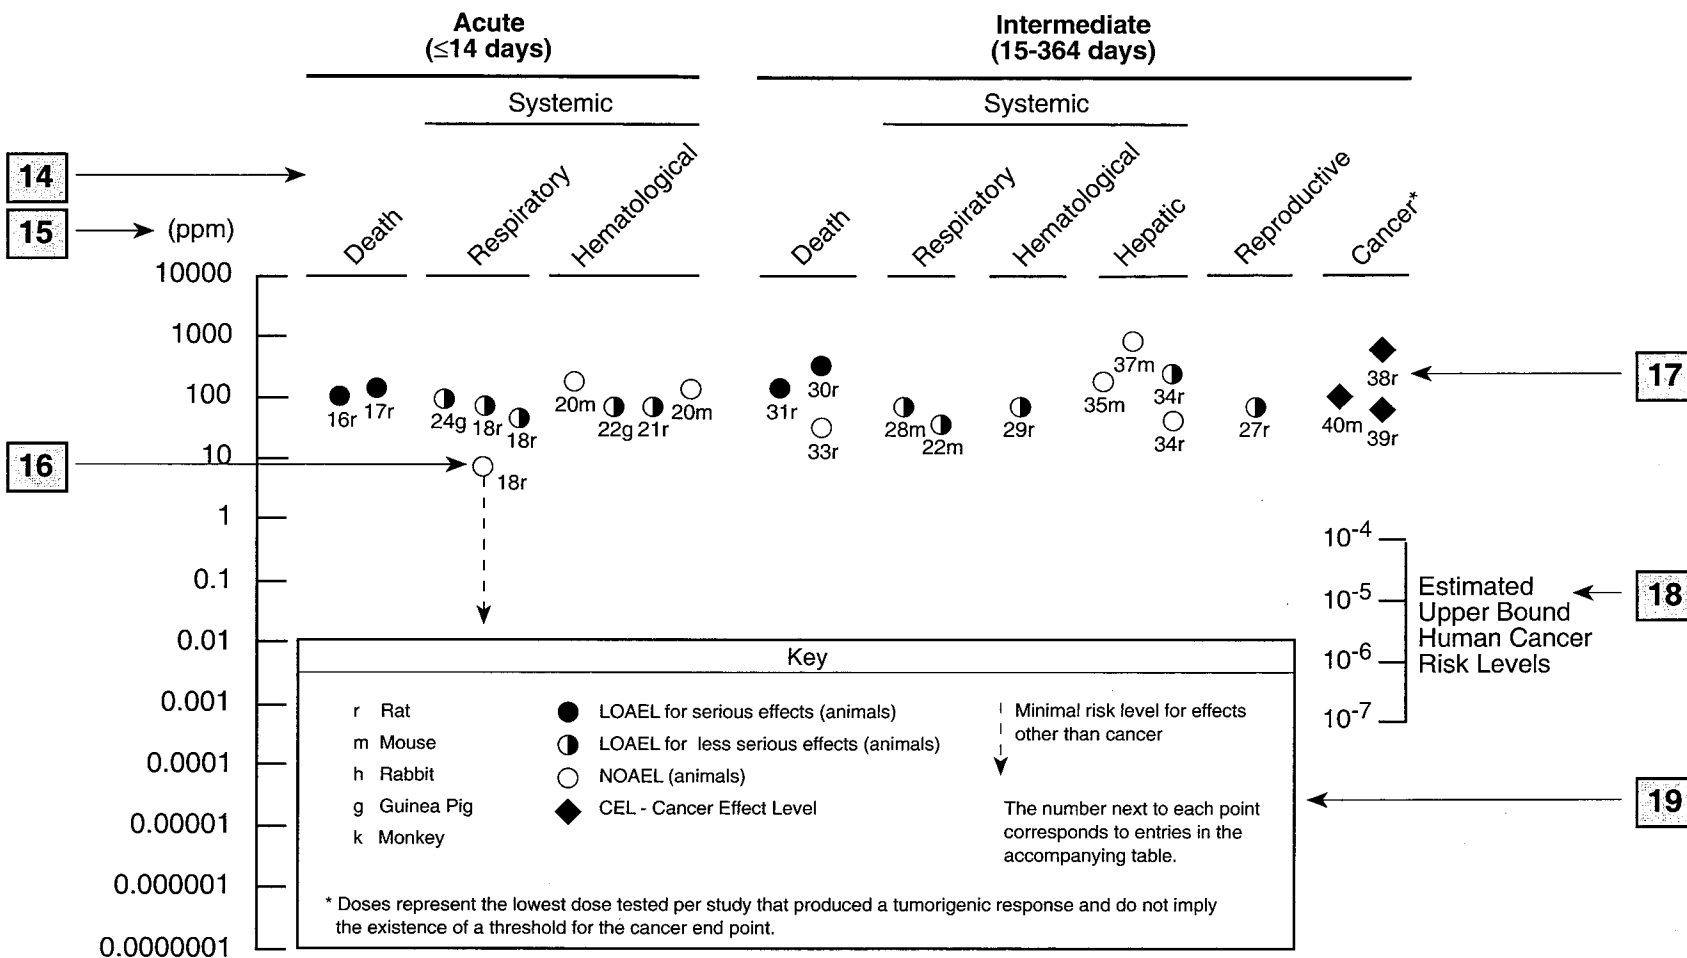 Acute
(≤14 days)
Intermediate
(15-364 days)
Systemic
Systemic
14
15
(ppm)
Death
Respiratory
Hematological
Death
Respiratory
Hematological
Hepatic
Reproductive
Cancer*
10000
1000
100
10
1
0.1
0.01
0.001
0.0001
0.00001
0.000001
0.0000001
16r
17r
24g
18r
18r
18r
20m
22g
21r
20m
31r
30r
33r
28m
22m
29r
35m
37m
34r
34r
27r
40m
38r
39r
16
17
10-4
10-5
10-6
10-7
Estimated
Upper Bound
Human Cancer
Risk Levels
18
Key
r Rat
m Mouse
h Rabbit
g Guinea Pig
k Monkey
LOAEL for serious effects (animals)
LOAEL for less serious effects (animals)
NOAEL (animals)
CEL - Cancer Effect Level
Minimal risk level for effects
other than cancer
The number next to each point
corresponds to entries in the
accompanying table.
* Doses represent the lowest dose tested per study that produced a tumorigenic response and do not imply
the existence of a threshold for the cancer end point.
19